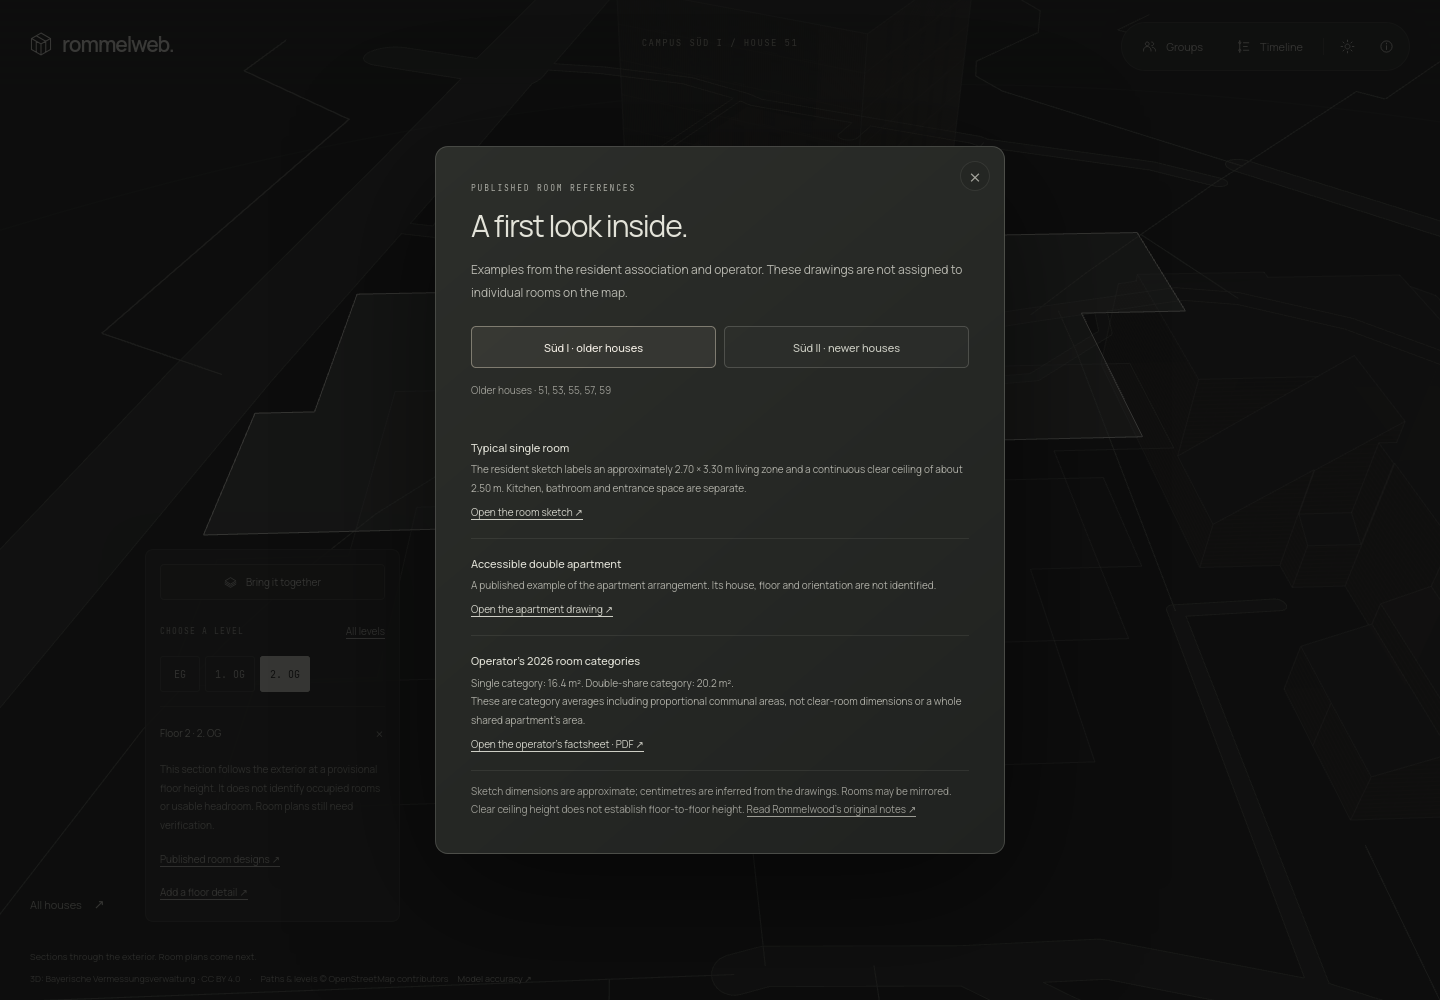 rommelweb.
CAMPUS SÜD I / HOUSE 51
Groups
Timeline
PUBLISHED ROOM REFERENCES
A first look inside.
Examples from the resident association and operator. These drawings are not assigned to
individual rooms on the map.
Süd I · older houses
Süd II · newer houses
Older houses · 51, 53, 55, 57, 59
Typical single room
The resident sketch labels an approximately 2.70 × 3.30 m living zone and a continuous clear ceiling of about
2.50 m. Kitchen, bathroom and entrance space are separate.
Open the room sketch ↗
Accessible double apartment
A published example of the apartment arrangement. Its house, floor and orientation are not identified.
Open the apartment drawing ↗
Operator's 2026 room categories
Single category: 16.4 m². Double-share category: 20.2 m².
These are category averages including proportional communal areas, not clear-room dimensions or a whole
shared apartment's area.
Open the operator's factsheet · PDF ↗
Sketch dimensions are approximate; centimetres are inferred from the drawings. Rooms may be mirrored.
Clear ceiling height does not establish floor-to-floor height. Read Rommelwood's original notes ↗
Bring it together
CHOOSE A LEVEL
All levels
EG
1. OG
2. OG
Floor 2 · 2. OG
This section follows the exterior at a provisional
floor height. It does not identify occupied rooms
or usable headroom. Room plans still need
verification.
Published room designs ↗
Add a floor detail ↗
All houses ↗
Sections through the exterior. Room plans come next.
3D: Bayerische Vermessungsverwaltung · CC BY 4.0
Paths & levels © OpenStreetMap contributors
Model accuracy ↗